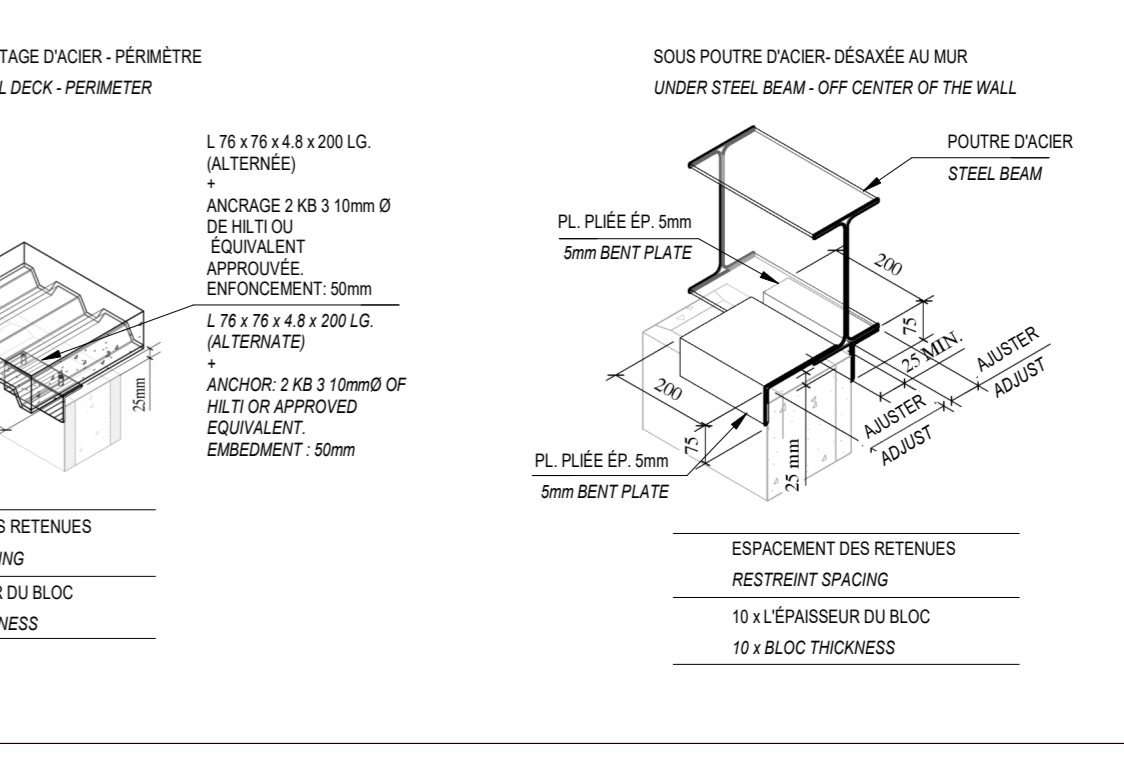 TAGE D'ACIER - PÉRIMÈTRE
L DECK - PERIMETER
L 76 x 76 x 4.8 x 200 LG.
(ALTERNÉE)
+
ANCRAGE 2 KB 3 10mm Ø
DE HILTI OU
ÉQUIVALENT
APPROUVÉE.
ENFONCEMENT: 50mm
L 76 x 76 x 4.8 x 200 LG.
(ALTERNATE)
+
ANCHOR: 2 KB 3 10mmØ OF
HILTI OR APPROVED
EQUIVALENT.
EMBEDMENT : 50mm
25mm
S RETENUES
ING
R DU BLOC
NESS
SOUS POUTRE D'ACIER- DÉSAXÉE AU MUR
UNDER STEEL BEAM - OFF CENTER OF THE WALL
POUTRE D'ACIER
STEEL BEAM
PL. PLIÉE ÉP. 5mm
5mm BENT PLATE
200
75
25 MIN.
AJUSTER
ADJUST
200
AJUSTER
ADJUST
75
25 mm
PL. PLIÉE ÉP. 5mm
5mm BENT PLATE
ESPACEMENT DES RETENUES
RESTREINT SPACING
10 x L'ÉPAISSEUR DU BLOC
10 x BLOC THICKNESS